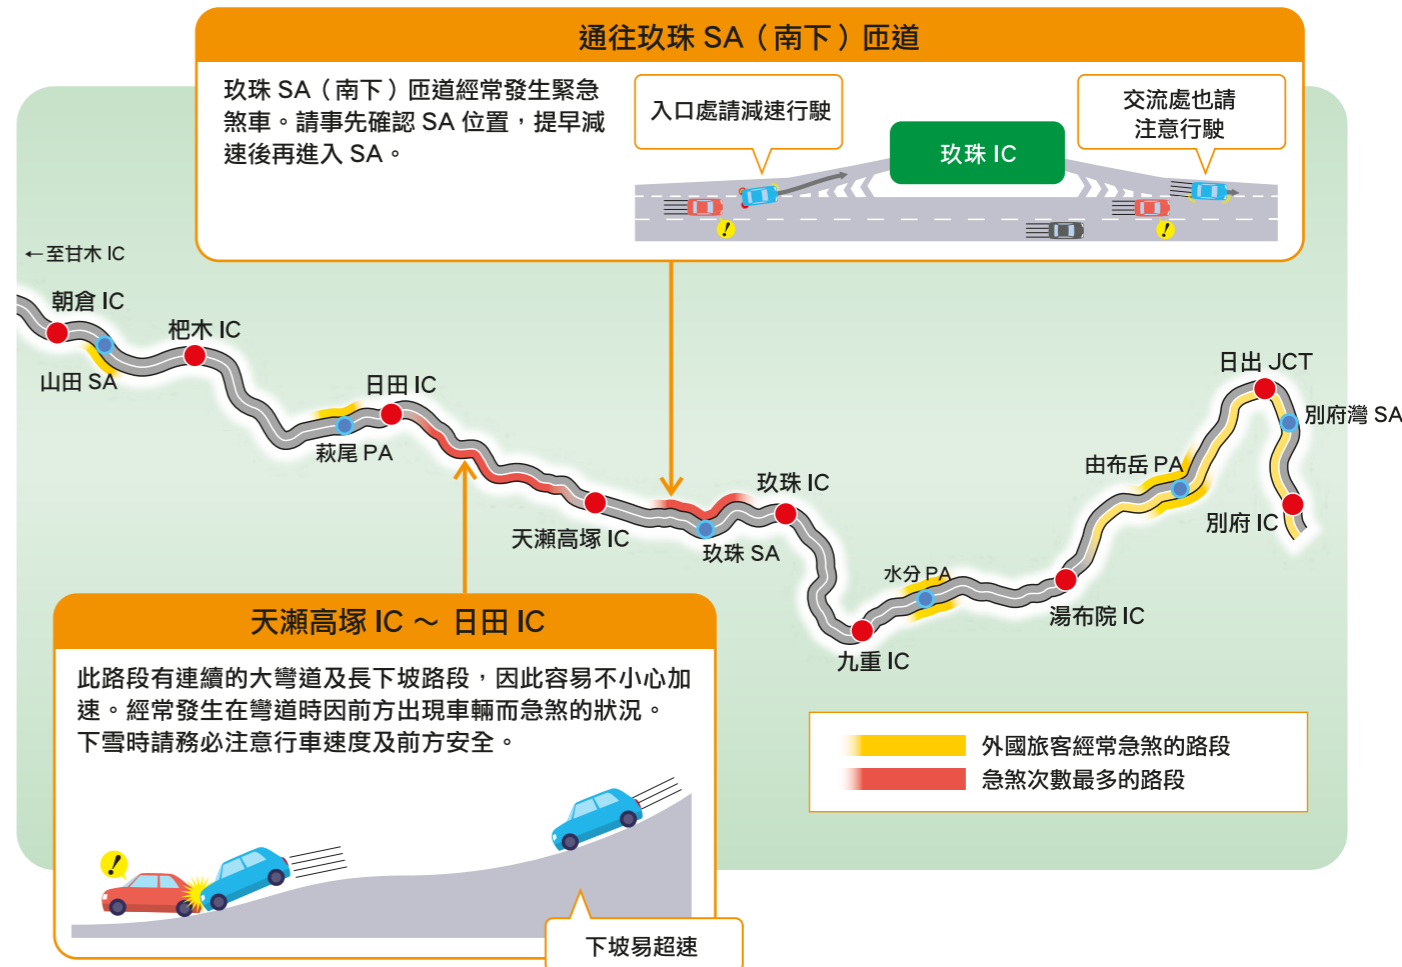 通往玖珠 SA（南下）匝道
玖珠 SA（南下）匝道經常發生緊急
煞車。請事先確認 SA 位置，提早減
速後再進入 SA。
入口處請減速行駛
玖珠 IC
交流處也請
注意行駛
←至甘木 IC
朝倉 IC
山田 SA
杷木 IC
日田 IC
萩尾 PA
天瀬高塚 IC
玖珠 SA
玖珠 IC
九重 IC
水分 PA
湯布院 IC
由布岳 PA
日出 JCT
別府灣 SA
別府 IC
天瀬高塚 IC ～ 日田 IC
此路段有連續的大彎道及長下坡路段，因此容易不小心加
速。經常發生在彎道時因前方出現車輛而急煞的狀況。
下雪時請務必注意行車速度及前方安全。
下坡易超速
外國旅客經常急煞的路段
急煞次數最多的路段